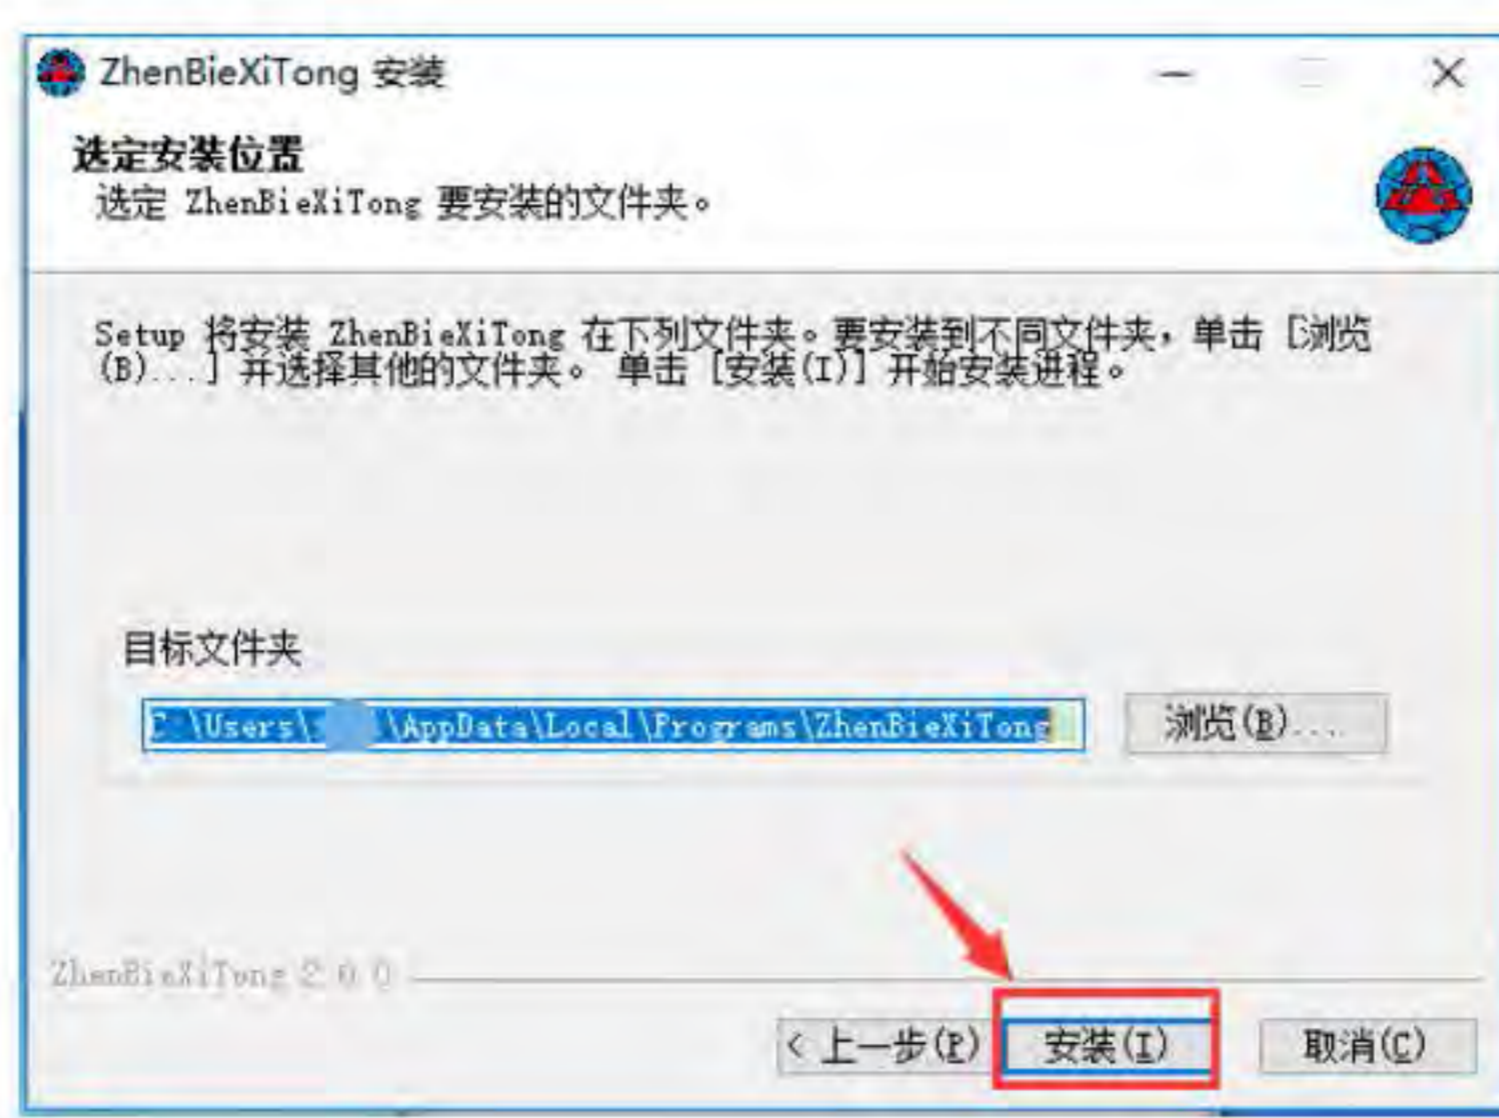 ZhenBieXiTong 安装
选定安装位置
选定 ZhenBieXiTong 要安装的文件夹。
Setup 将安装 ZhenBieXiTong 在下列文件夹。要安装到不同文件夹，单击 [浏览
(B)...] 并选择其他的文件夹。 单击 [安装(I)] 开始安装进程。
目标文件夹
C:\Users\ \AppData\Local\Programs\ZhenBieXiTong
浏览(B)...
ZhenBieXiTong 2.0.0
< 上一步(P)
安装(I)
取消(C)